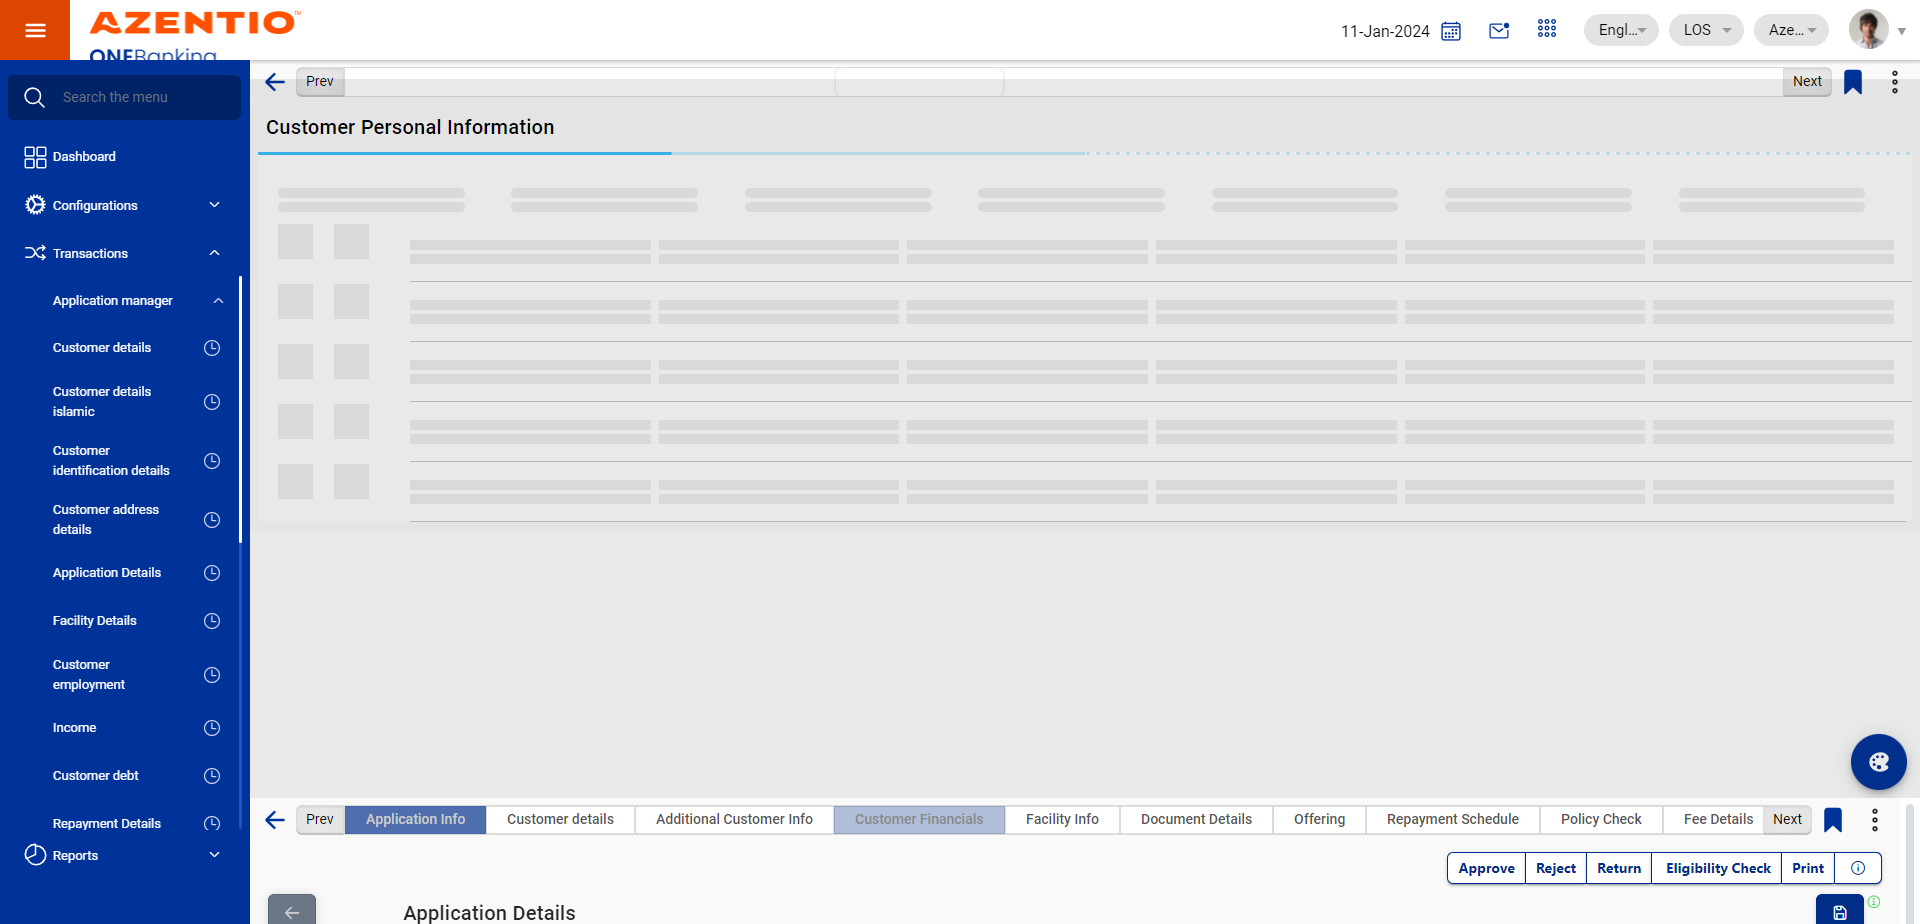 AZENTIO™
ONEBanking
11-Jan-2024
Engl...
LOS
Aze...
Search the menu
Dashboard
Configurations
Transactions
Application manager
Customer details
Customer details
islamic
Customer
identification details
Customer address
details
Application Details
Facility Details
Customer
employment
Income
Customer debt
Repayment Details
Reports
Prev
Next
Customer Personal Information
Prev
Application Info
Customer details
Additional Customer Info
Customer Financials
Facility Info
Document Details
Offering
Repayment Schedule
Policy Check
Fee Details
Next
Approve
Reject
Return
Eligibility Check
Print
Application Details